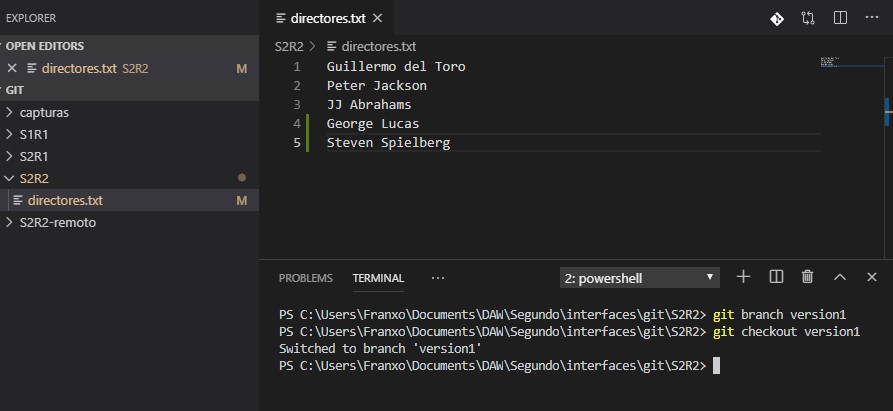 EXPLORER
OPEN EDITORS
directores.txt S2R2 M
GIT
capturas
S1R1
S2R1
S2R2
directores.txt M
S2R2-remoto
directores.txt
S2R2 > directores.txt
1 Guillermo del Toro
2 Peter Jackson
3 JJ Abrahams
4 George Lucas
5 Steven Spielberg
PROBLEMS TERMINAL ... 2: powershell
PS C:\Users\Franxo\Documents\DAW\Segundo\interfaces\git\S2R2> git branch version1
PS C:\Users\Franxo\Documents\DAW\Segundo\interfaces\git\S2R2> git checkout version1
Switched to branch 'version1'
PS C:\Users\Franxo\Documents\DAW\Segundo\interfaces\git\S2R2>